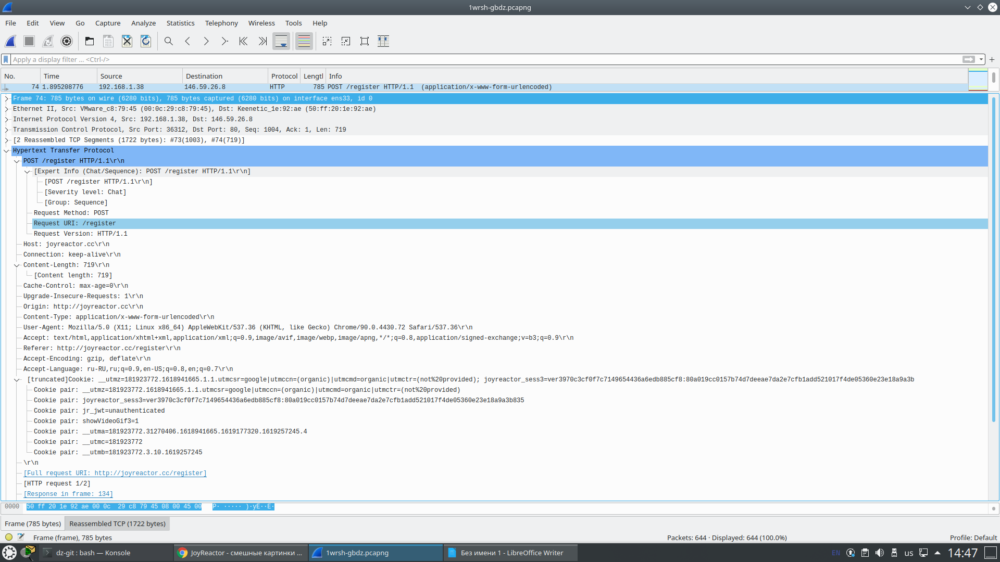 1wrsh-gbdz.pcapng
File Edit View Go Capture Analyze Statistics Telephony Wireless Tools Help
Apply a display filter ... <Ctrl-/>
No. Time Source Destination Protocol Lengtl Info
74 1.895208776 192.168.1.38 146.59.26.8 HTTP 785 POST /register HTTP/1.1 (application/x-www-form-urlencoded)
Frame 74: 785 bytes on wire (6280 bits), 785 bytes captured (6280 bits) on interface ens33, id 0
Ethernet II, Src: VMware_c8:79:45 (00:0c:29:c8:79:45), Dst: Keenetic_1e:92:ae (50:ff:20:1e:92:ae)
Internet Protocol Version 4, Src: 192.168.1.38, Dst: 146.59.26.8
Transmission Control Protocol, Src Port: 36312, Dst Port: 80, Seq: 1004, Ack: 1, Len: 719
[2 Reassembled TCP Segments (1722 bytes): #73(1003), #74(719)]
Hypertext Transfer Protocol
POST /register HTTP/1.1\r\n
[Expert Info (Chat/Sequence): POST /register HTTP/1.1\r\n]
[POST /register HTTP/1.1\r\n]
[Severity level: Chat]
[Group: Sequence]
Request Method: POST
Request URI: /register
Request Version: HTTP/1.1
Host: joyreactor.cc\r\n
Connection: keep-alive\r\n
Content-Length: 719\r\n
[Content length: 719]
Cache-Control: max-age=0\r\n
Upgrade-Insecure-Requests: 1\r\n
Origin: http://joyreactor.cc\r\n
Content-Type: application/x-www-form-urlencoded\r\n
User-Agent: Mozilla/5.0 (X11; Linux x86_64) AppleWebKit/537.36 (KHTML, like Gecko) Chrome/90.0.4430.72 Safari/537.36\r\n
Accept: text/html,application/xhtml+xml,application/xml;q=0.9,image/avif,image/webp,image/apng,*/*;q=0.8,application/signed-exchange;v=b3;q=0.9\r\n
Referer: http://joyreactor.cc/register\r\n
Accept-Encoding: gzip, deflate\r\n
Accept-Language: ru-RU,ru;q=0.9,en-US;q=0.8,en;q=0.7\r\n
[truncated]Cookie: __utmz=181923772.1618941665.1.1.utmcsr=google|utmccn=(organic)|utmcmd=organic|utmctr=(not%20provided); joyreactor_sess3=ver3970c3cf0f7c7149654436a6edb885cf8:80a019cc0157b74d7deeae7da2e7cfb1add521017f4de05360e23e18a9a3b
Cookie pair: __utmz=181923772.1618941665.1.1.utmcsr=google|utmccn=(organic)|utmcmd=organic|utmctr=(not%20provided)
Cookie pair: joyreactor_sess3=ver3970c3cf0f7c7149654436a6edb885cf8:80a019cc0157b74d7deeae7da2e7cfb1add521017f4de05360e23e18a9a3b835
Cookie pair: jr_jwt=unauthenticated
Cookie pair: showVideoGif3=1
Cookie pair: __utma=181923772.31270406.1618941665.1619177320.1619257245.4
Cookie pair: __utmc=181923772
Cookie pair: __utmb=181923772.3.10.1619257245
\r\n
[Full request URI: http://joyreactor.cc/register]
[HTTP request 1/2]
[Response in frame: 134]
0000 50 ff 20 1e 92 ae 00 0c 29 c8 79 45 08 00 45 00 P· ····· )·yE··E·
Frame (785 bytes) Reassembled TCP (1722 bytes)
Frame (frame), 785 bytes Packets: 644 · Displayed: 644 (100.0%) Profile: Default
dz-git : bash — Konsole JoyReactor - смешные картинки ... 1wrsh-gbdz.pcapng Без имени 1 - LibreOffice Writer EN us 14:47